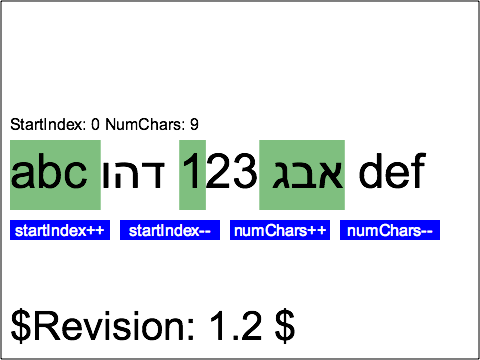 StartIndex: 0 NumChars: 9
abc אבג 123 דהו def
startIndex++ startIndex-- numChars++ numChars--
$Revision: 1.2 $